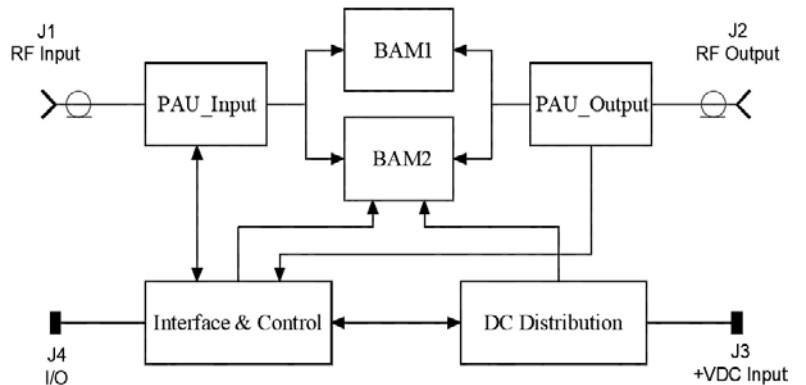 J1
RF Input
BAM1
J2
RF Output
PAU_Input
PAU_Output
BAM2
Interface & Control
DC Distribution
J4
I/O
J3
+VDC Input